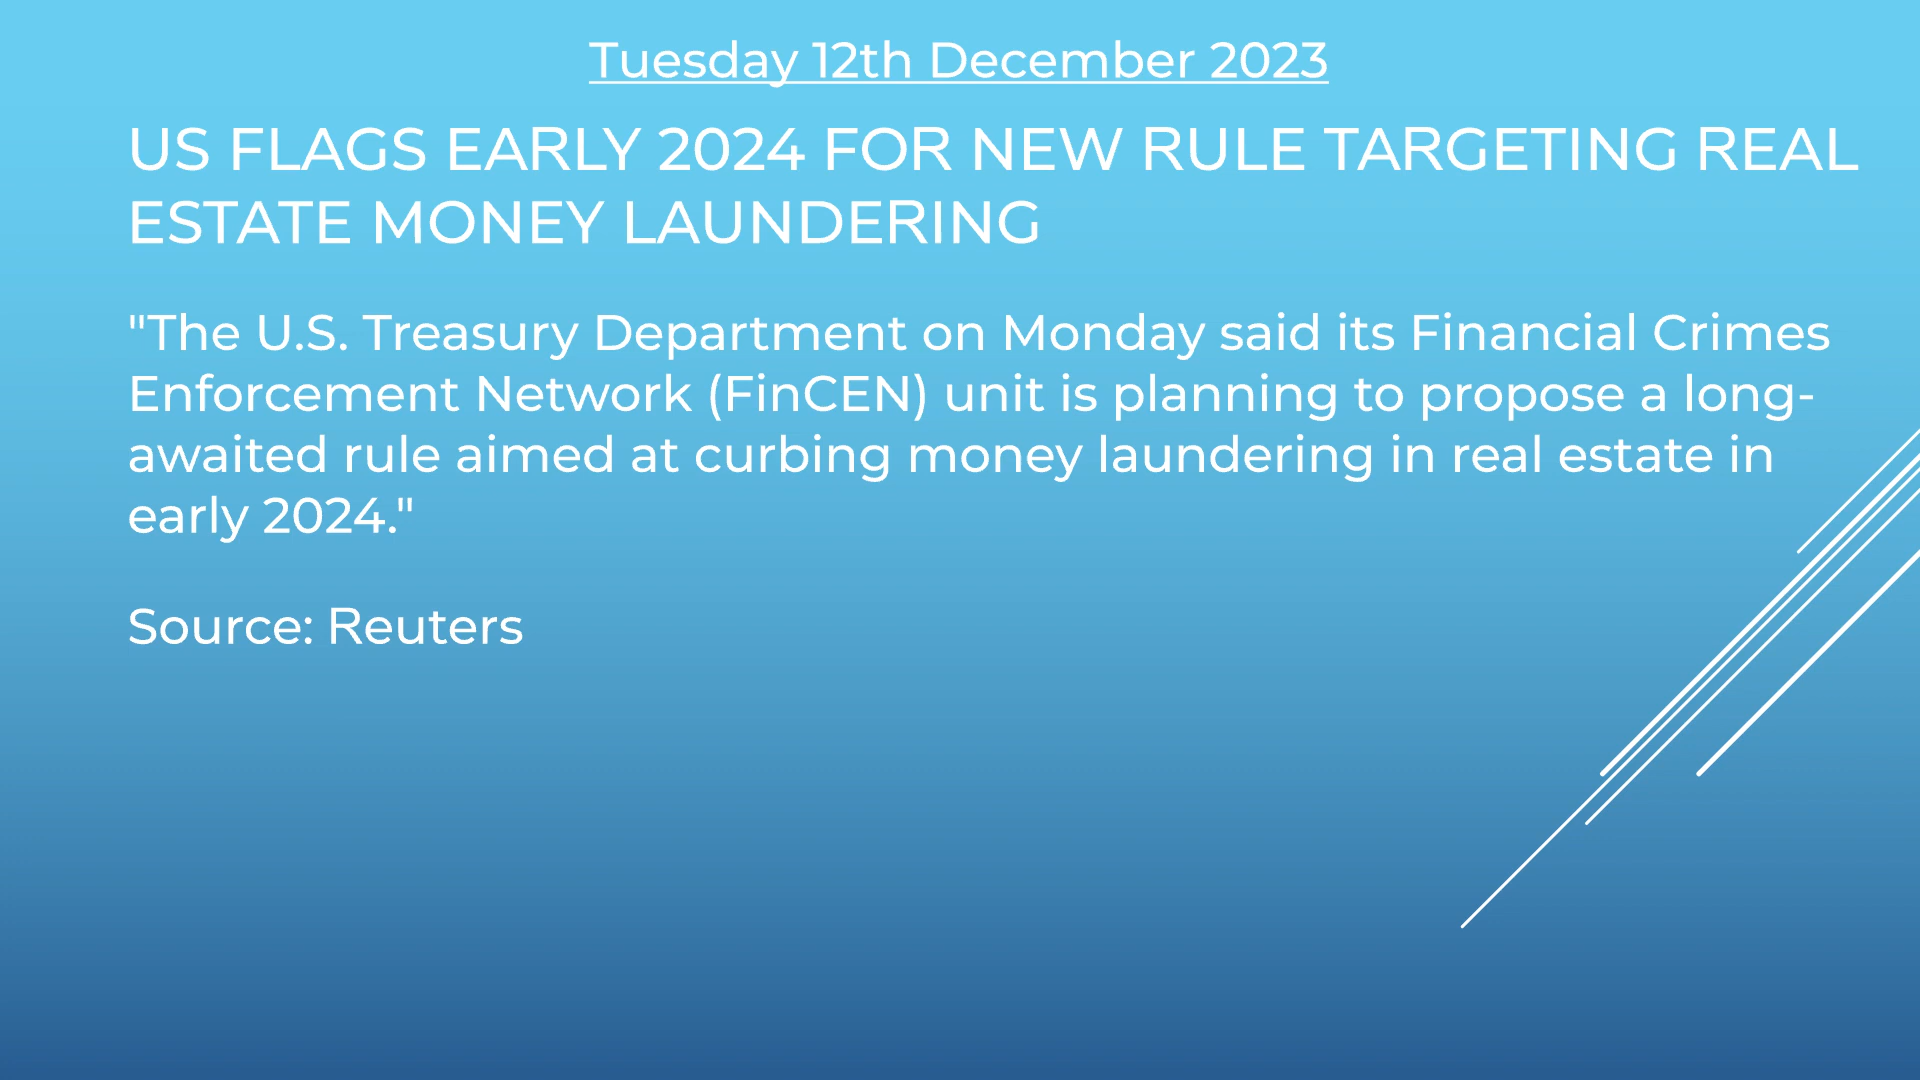 Tuesday 12th December 2023
US FLAGS EARLY 2024 FOR NEW RULE TARGETING REAL
ESTATE MONEY LAUNDERING
"The U.S. Treasury Department on Monday said its Financial Crimes
Enforcement Network (FinCEN) unit is planning to propose a long-
awaited rule aimed at curbing money laundering in real estate in
early 2024."
Source: Reuters